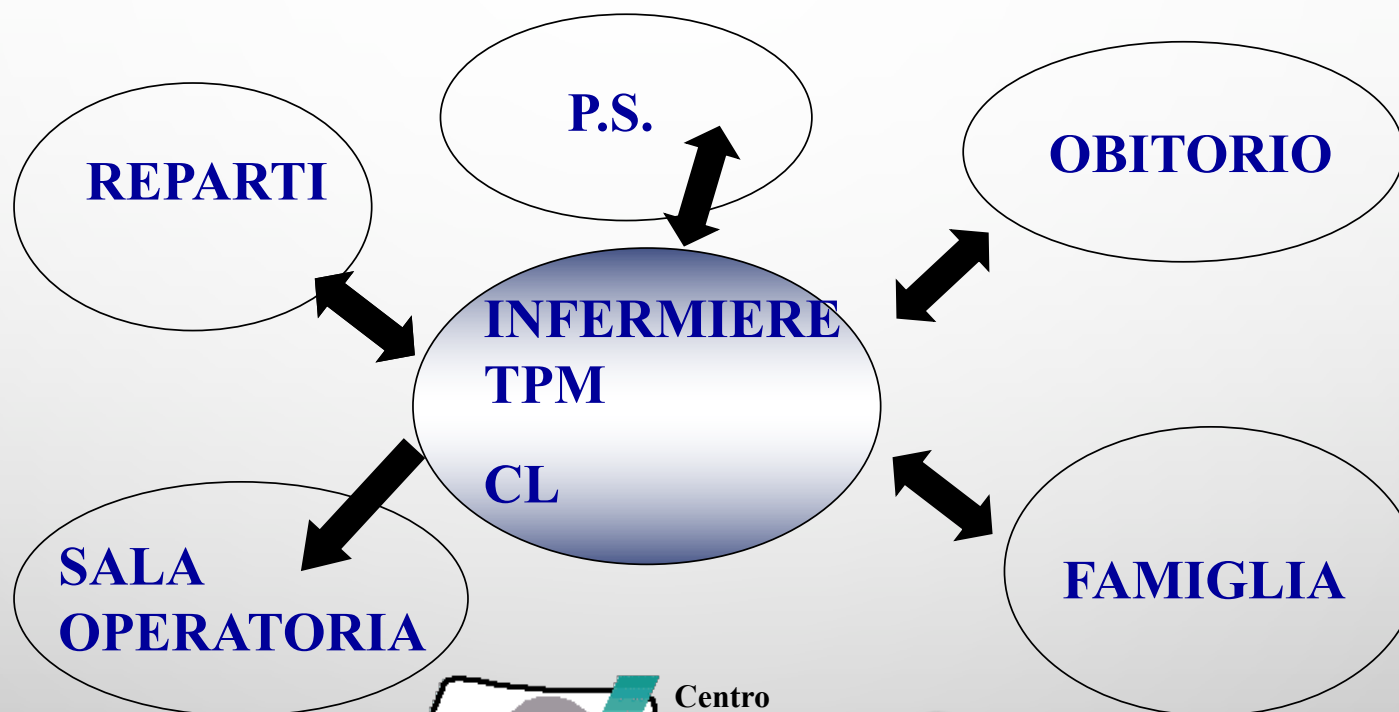 P.S.
REPARTI
OBITORIO
INFERMIERE
TPM
CL
SALA
OPERATORIA
FAMIGLIA
Centro